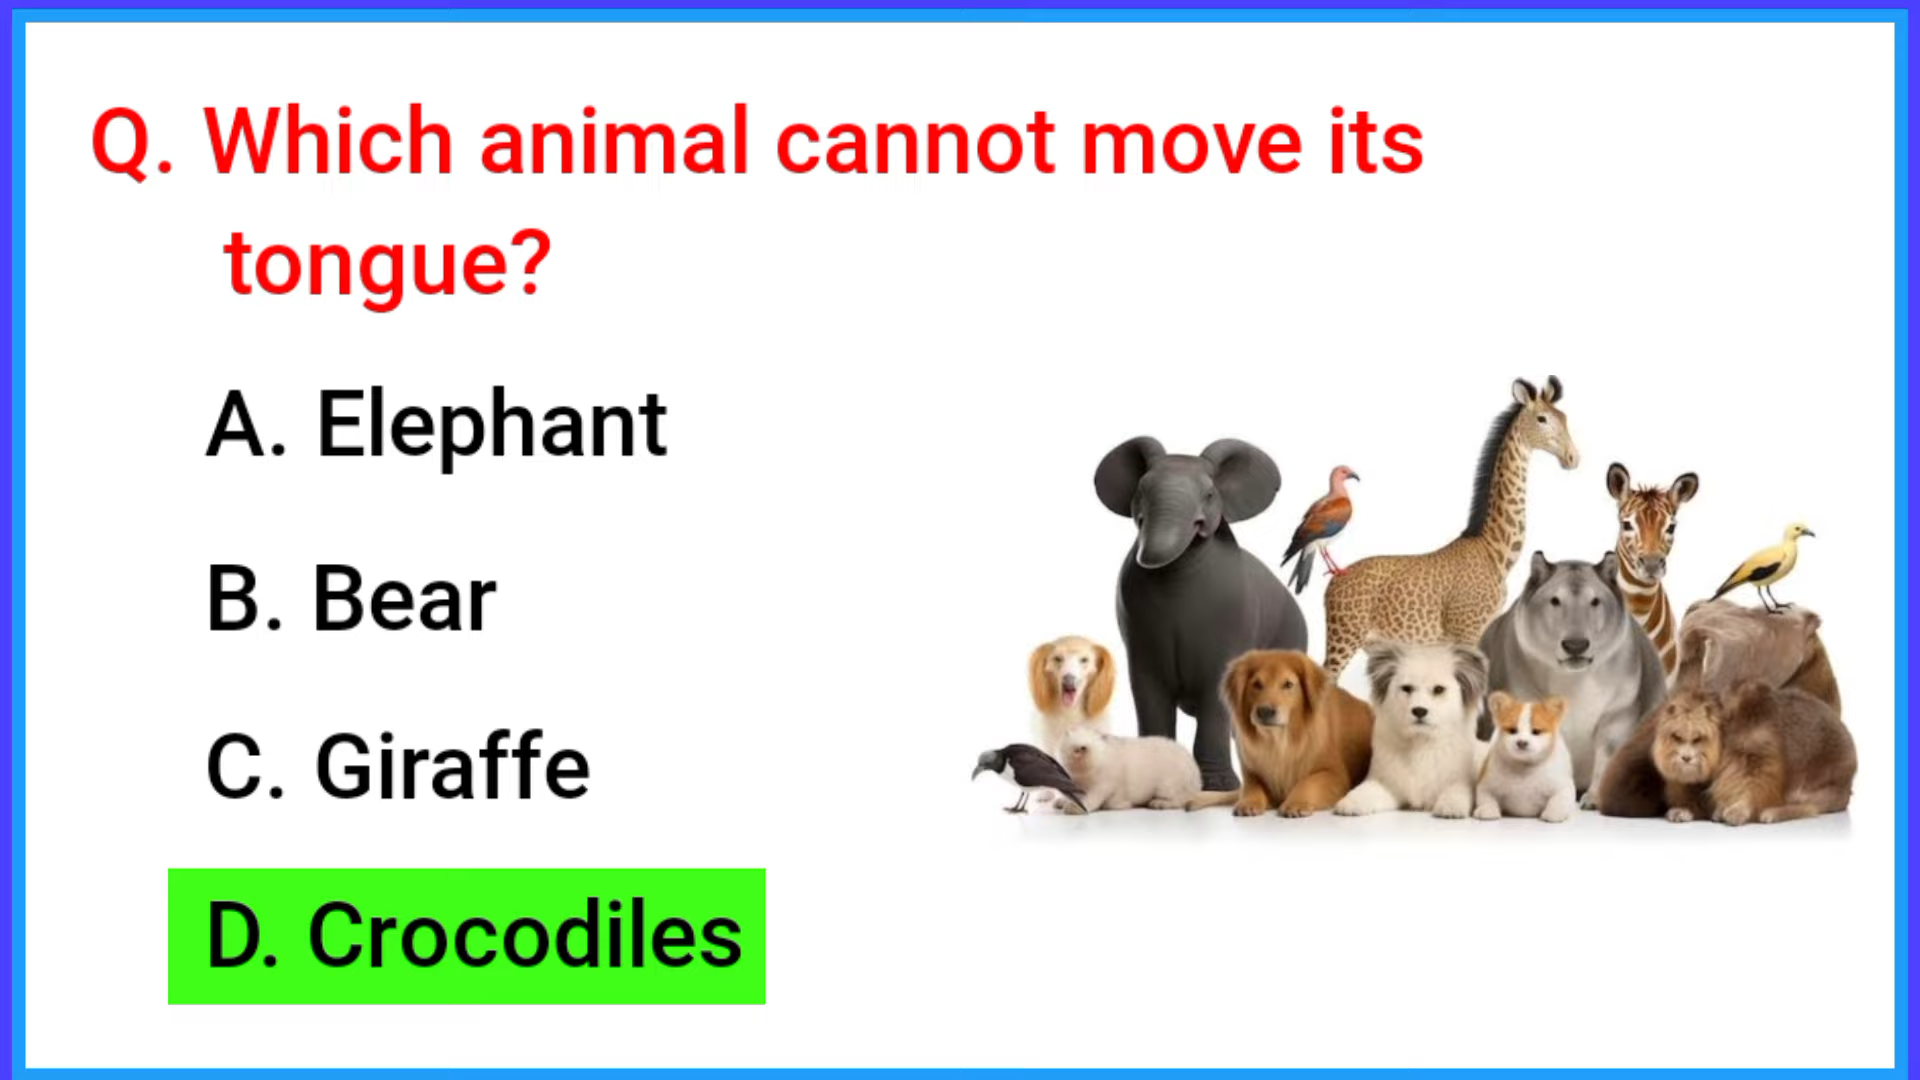 Q. Which animal cannot move its
tongue?
A. Elephant
B. Bear
C. Giraffe
D. Crocodiles